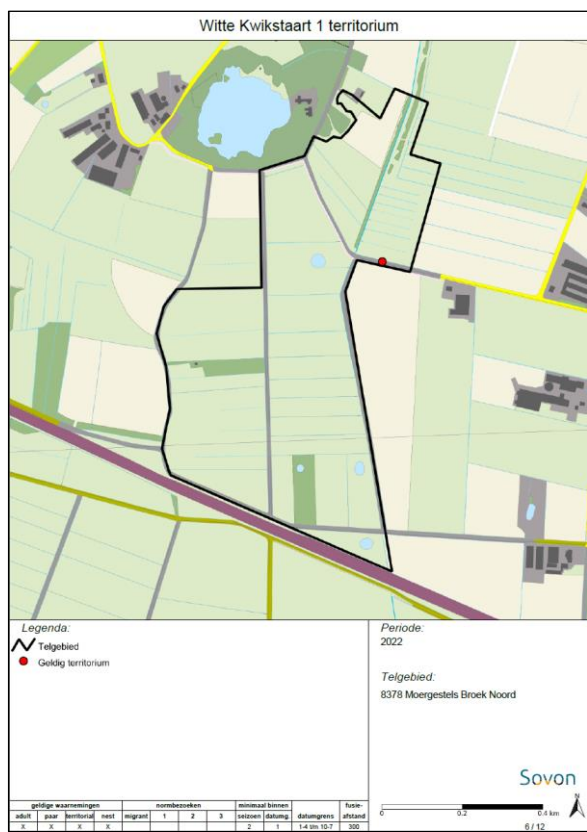 Witte Kwikstaart 1 territorium
Legenda:
Telgebied
Geldig territorium
Periode:
2022
Telgebied:
8378 Moergestels Broek Noord
Sovon
0 0.2 0.4 km
N
6 / 12
geldige waarnemingen normbezoeken minimaal binnen fusie-
adult paar territorial nest migrant 1 2 3 seizoen datumg. datumgrens afstand
X X X X 2 1 1-4 t/m 10-7 300